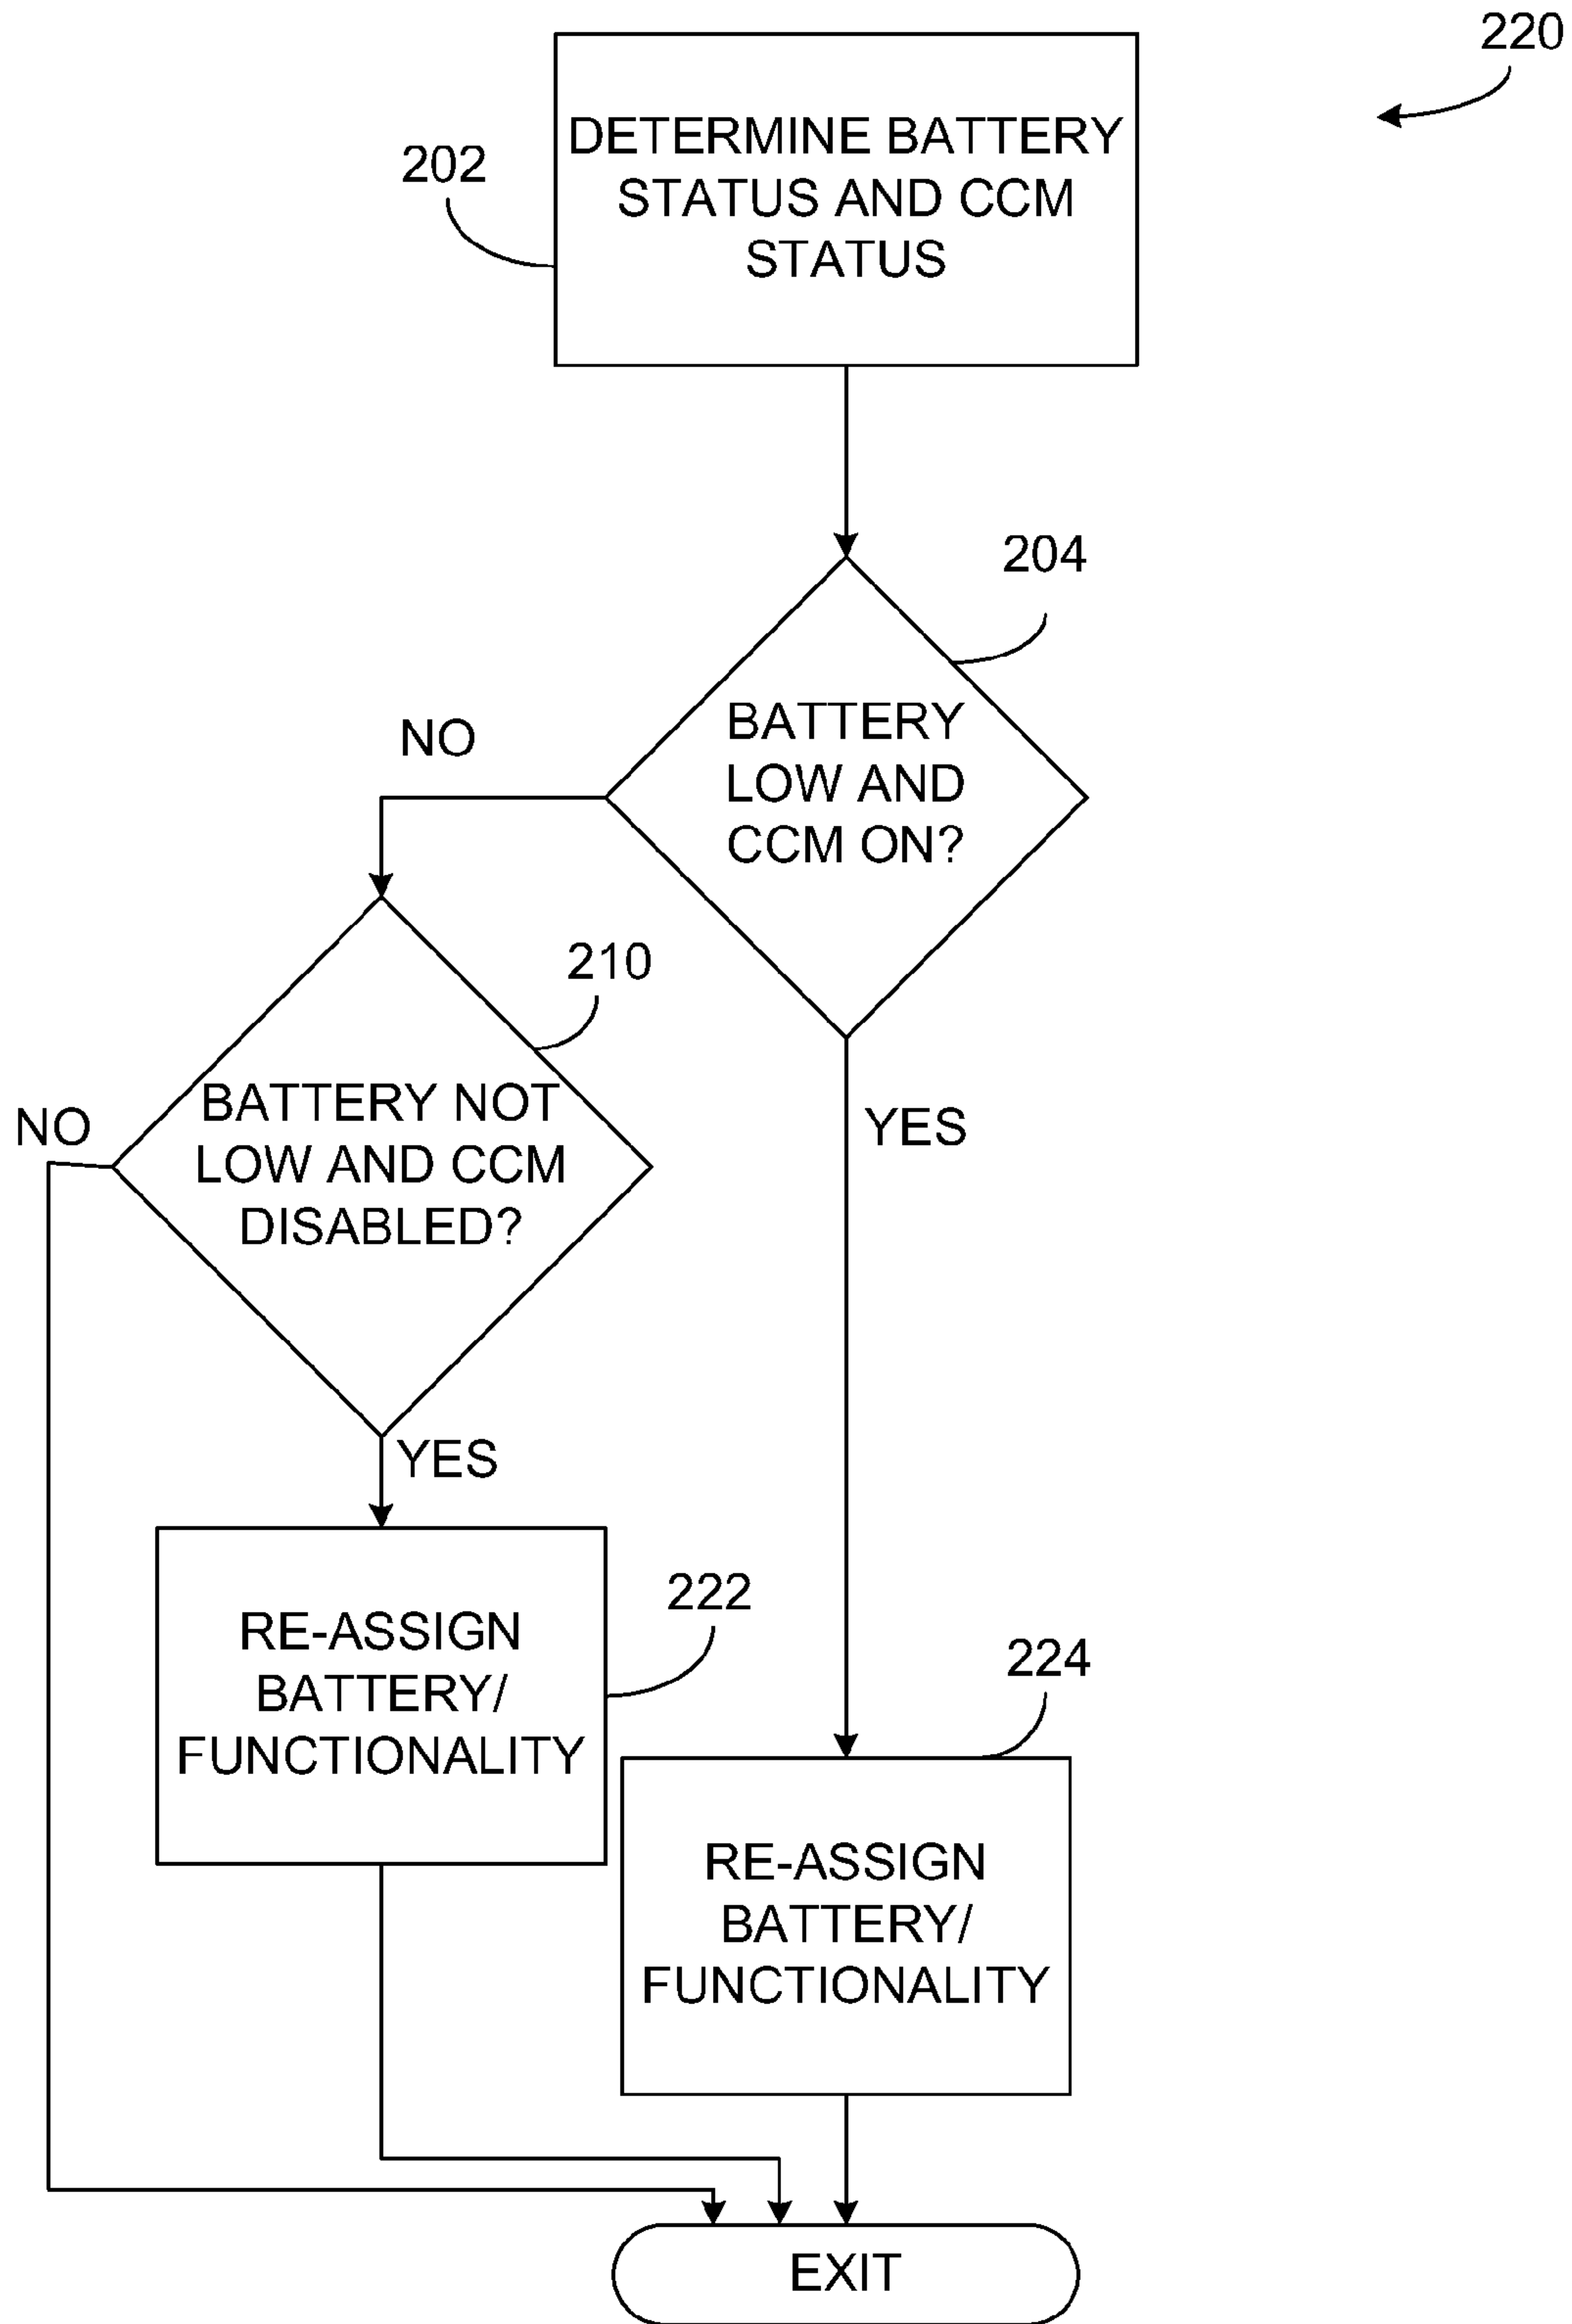 220
DETERMINE BATTERY
STATUS AND CCM
STATUS
202
204
BATTERY
LOW AND
CCM ON?
NO
210
BATTERY NOT
LOW AND CCM
DISABLED?
NO
YES
YES
RE-ASSIGN
BATTERY/
FUNCTIONALITY
222
224
RE-ASSIGN
BATTERY/
FUNCTIONALITY
EXIT